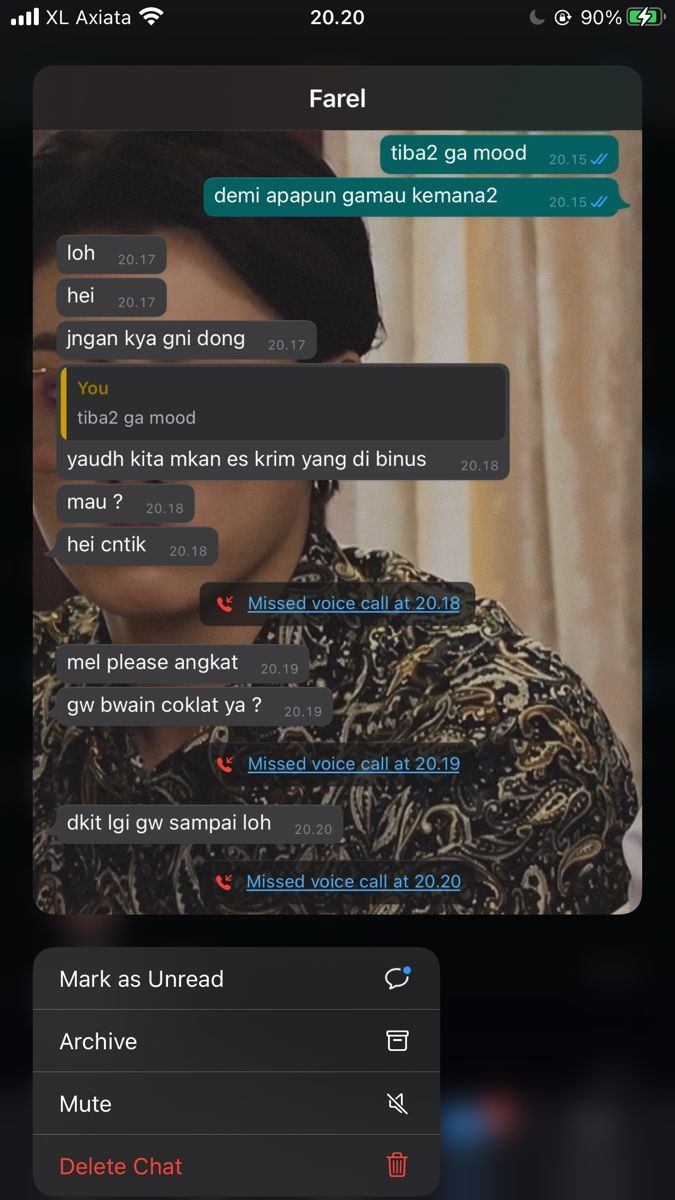 XL Axiata
20.20
90%
Farel
tiba2 ga mood 20.15
demi apapun gamau kemana2 20.15
loh 20.17
hei 20.17
jngan kya gni dong 20.17
You
tiba2 ga mood
yaudh kita mkan es krim yang di binus 20.18
mau ? 20.18
hei cntik 20.18
Missed voice call at 20.18
mel please angkat 20.19
gw bwain coklat ya ? 20.19
Missed voice call at 20.19
dkit lgi gw sampai loh 20.20
Missed voice call at 20.20
Mark as Unread
Archive
Mute
Delete Chat